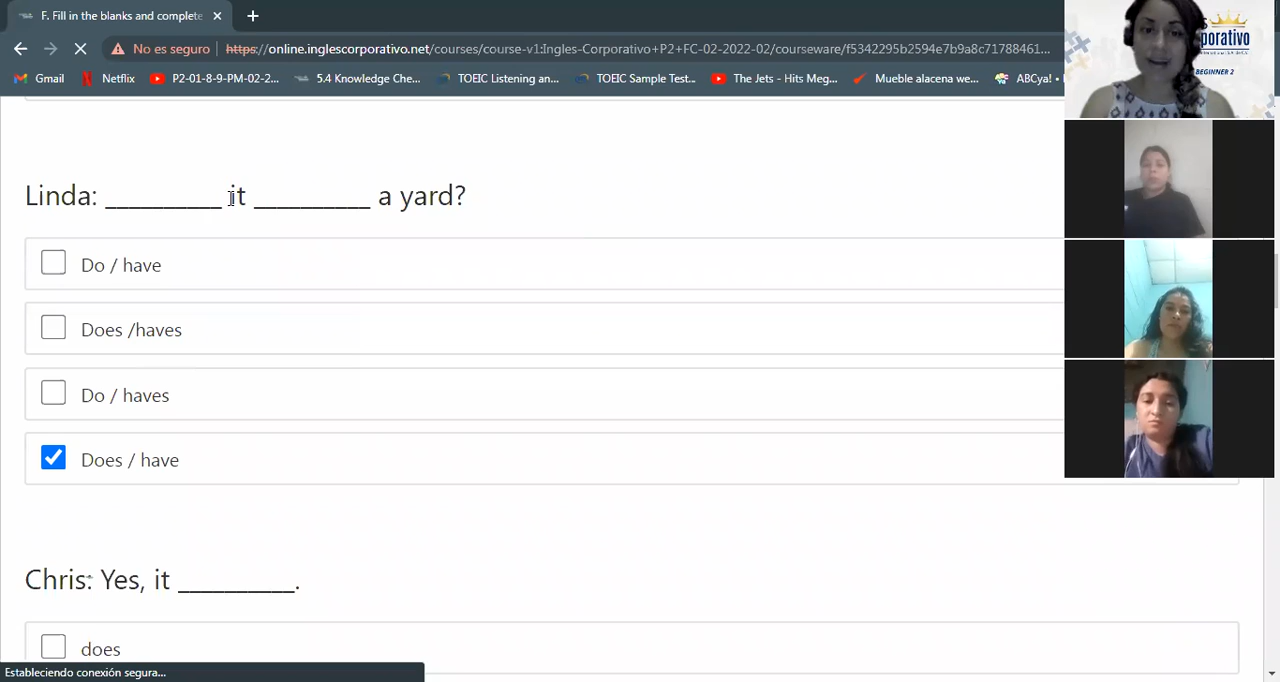 F. Fill in the blanks and complete
No es seguro
https://online.inglescorporativo.net/courses/course-v1:Ingles-Corporativo+P2+FC-02-2022-02/courseware/f5342295b2594e7b9a8c71788461...
Gmail
Netflix
P2-01-8-9-PM-02-2...
5.4 Knowledge Che...
TOEIC Listening an...
TOEIC Sample Test...
The Jets - Hits Meg...
Mueble alacena we...
ABCya! •
porativo
BEGINNER 2
Linda: __________ it __________ a yard?
Do / have
Does /haves
Do / haves
Does / have
Chris: Yes, it __________.
does
Estableciendo conexión segura...